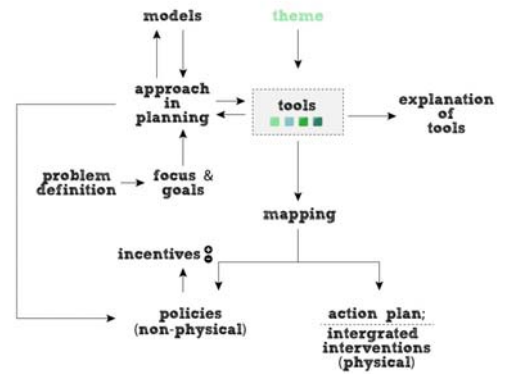 models
theme
approach
in
planning
tools
explanation
of
tools
problem
definition
focus &
goals
mapping
incentives
policies
(non-physical)
action plan;
intergrated
interventions
(physical)